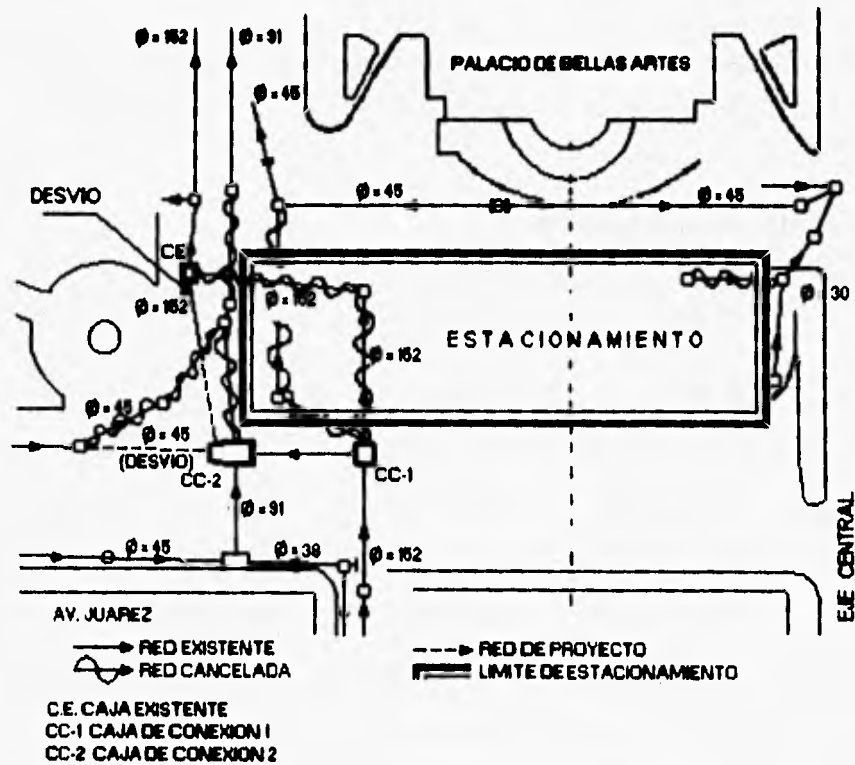 Ø = 152
Ø = 91
PALACIO DE BELLAS ARTES
Ø = 45
DESVIO
Ø = 45
Ø = 45
CE
Ø = 152
Ø = 152
Ø 30
ESTACIONAMIENTO
Ø = 152
Ø = 45
Ø = 45
(DESVIO)
CC-2
CC-1
Ø = 91
Ø = 45
Ø = 38
Ø = 152
EJE CENTRAL
AV. JUAREZ
RED EXISTENTE
RED DE PROYECTO
RED CANCELADA
LIMITE DE ESTACIONAMIENTO
C.E. CAJA EXISTENTE
CC-1 CAJA DE CONEXION 1
CC-2 CAJA DE CONEXION 2